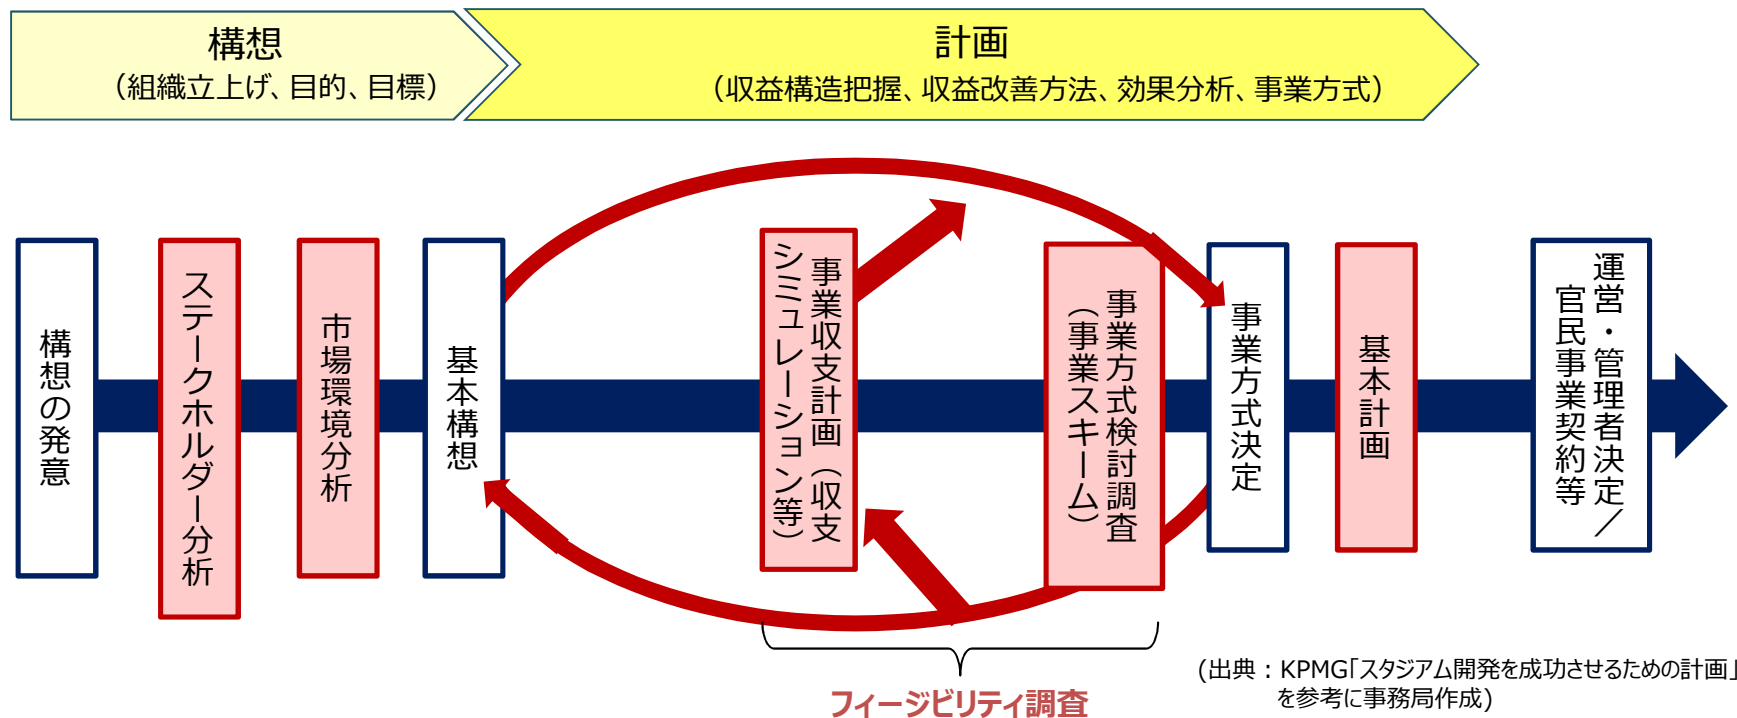 構想
（組織立上げ、目的、目標）
計画
（収益構造把握、収益改善方法、効果分析、事業方式）
構想の発意
ステークホルダー分析
市場環境分析
基本構想
事業収支計画（収支
シミュレーション等）
事業方式検討調査
（事業スキーム）
事業方式決定
基本計画
運営・管理者決定／
官民事業契約等
フィージビリティ調査
(出典：KPMG「スタジアム開発を成功させるための計画」
を参考に事務局作成)